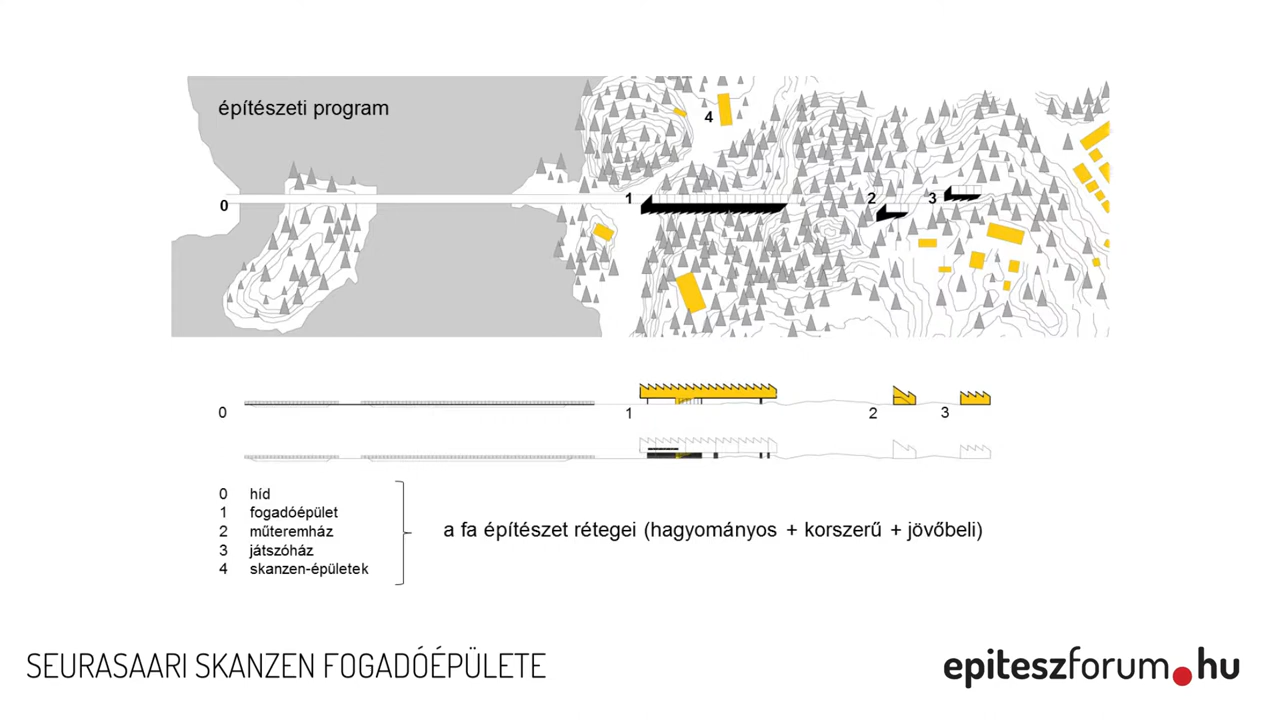 építészeti program
4
0
1
2
3
0
1
2
3
0 híd
1 fogadóépület
2 műteremház
3 játszóház
4 skanzen-épületek
a fa építészet rétegei (hagyományos + korszerű + jövőbeli)
SEURASAARI SKANZEN FOGADÓÉPÜLETE
epiteszforum.hu